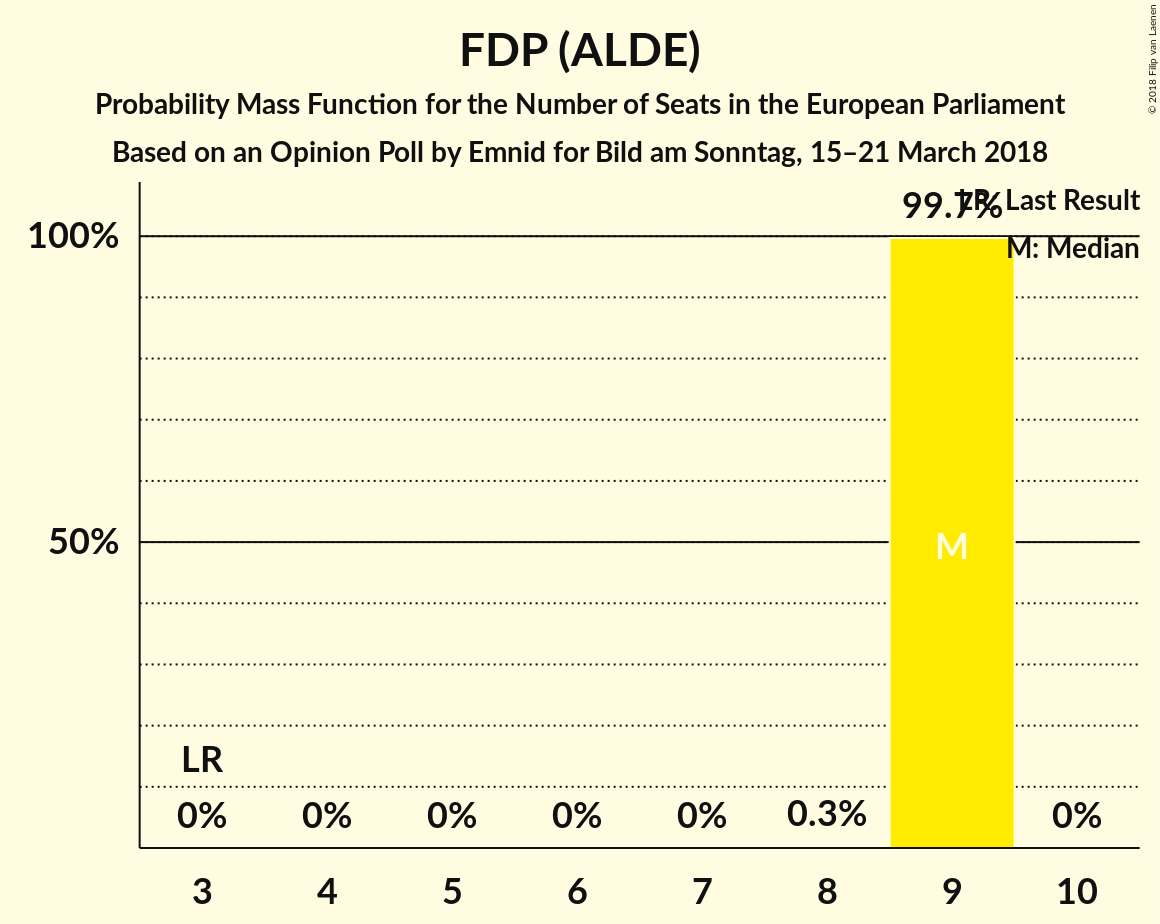 FDP (ALDE)
Probability Mass Function for the Number of Seats in the European Parliament
Based on an Opinion Poll by Emnid for Bild am Sonntag, 15–21 March 2018
© 2018 Filip van Laenen
99.7%
LR: Last Result
M: Median
100%
50%
M
LR
0% 0% 0% 0% 0% 0.3% 0%
3 4 5 6 7 8 9 10